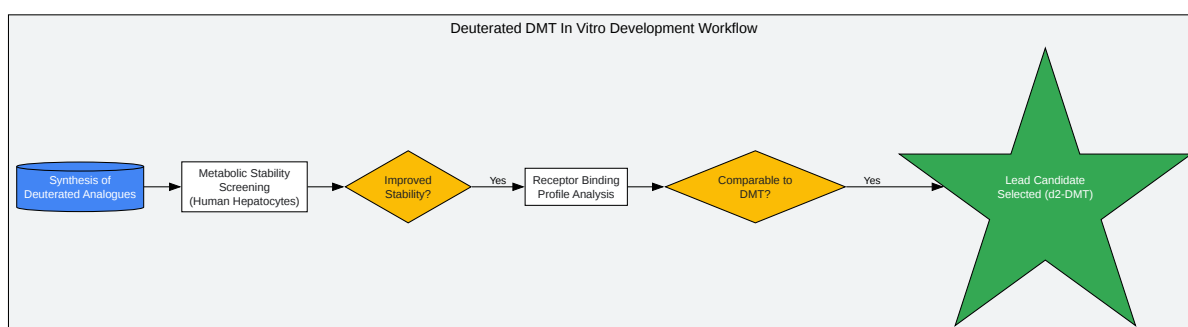 Deuterated DMT In Vitro Development Workflow
Synthesis of
Deuterated Analogues
Metabolic Stability
Screening
(Human Hepatocytes)
Improved
Stability?
Yes
Receptor Binding
Profile Analysis
Comparable to
DMT?
Yes
Lead Candidate
Selected (d2-DMT)